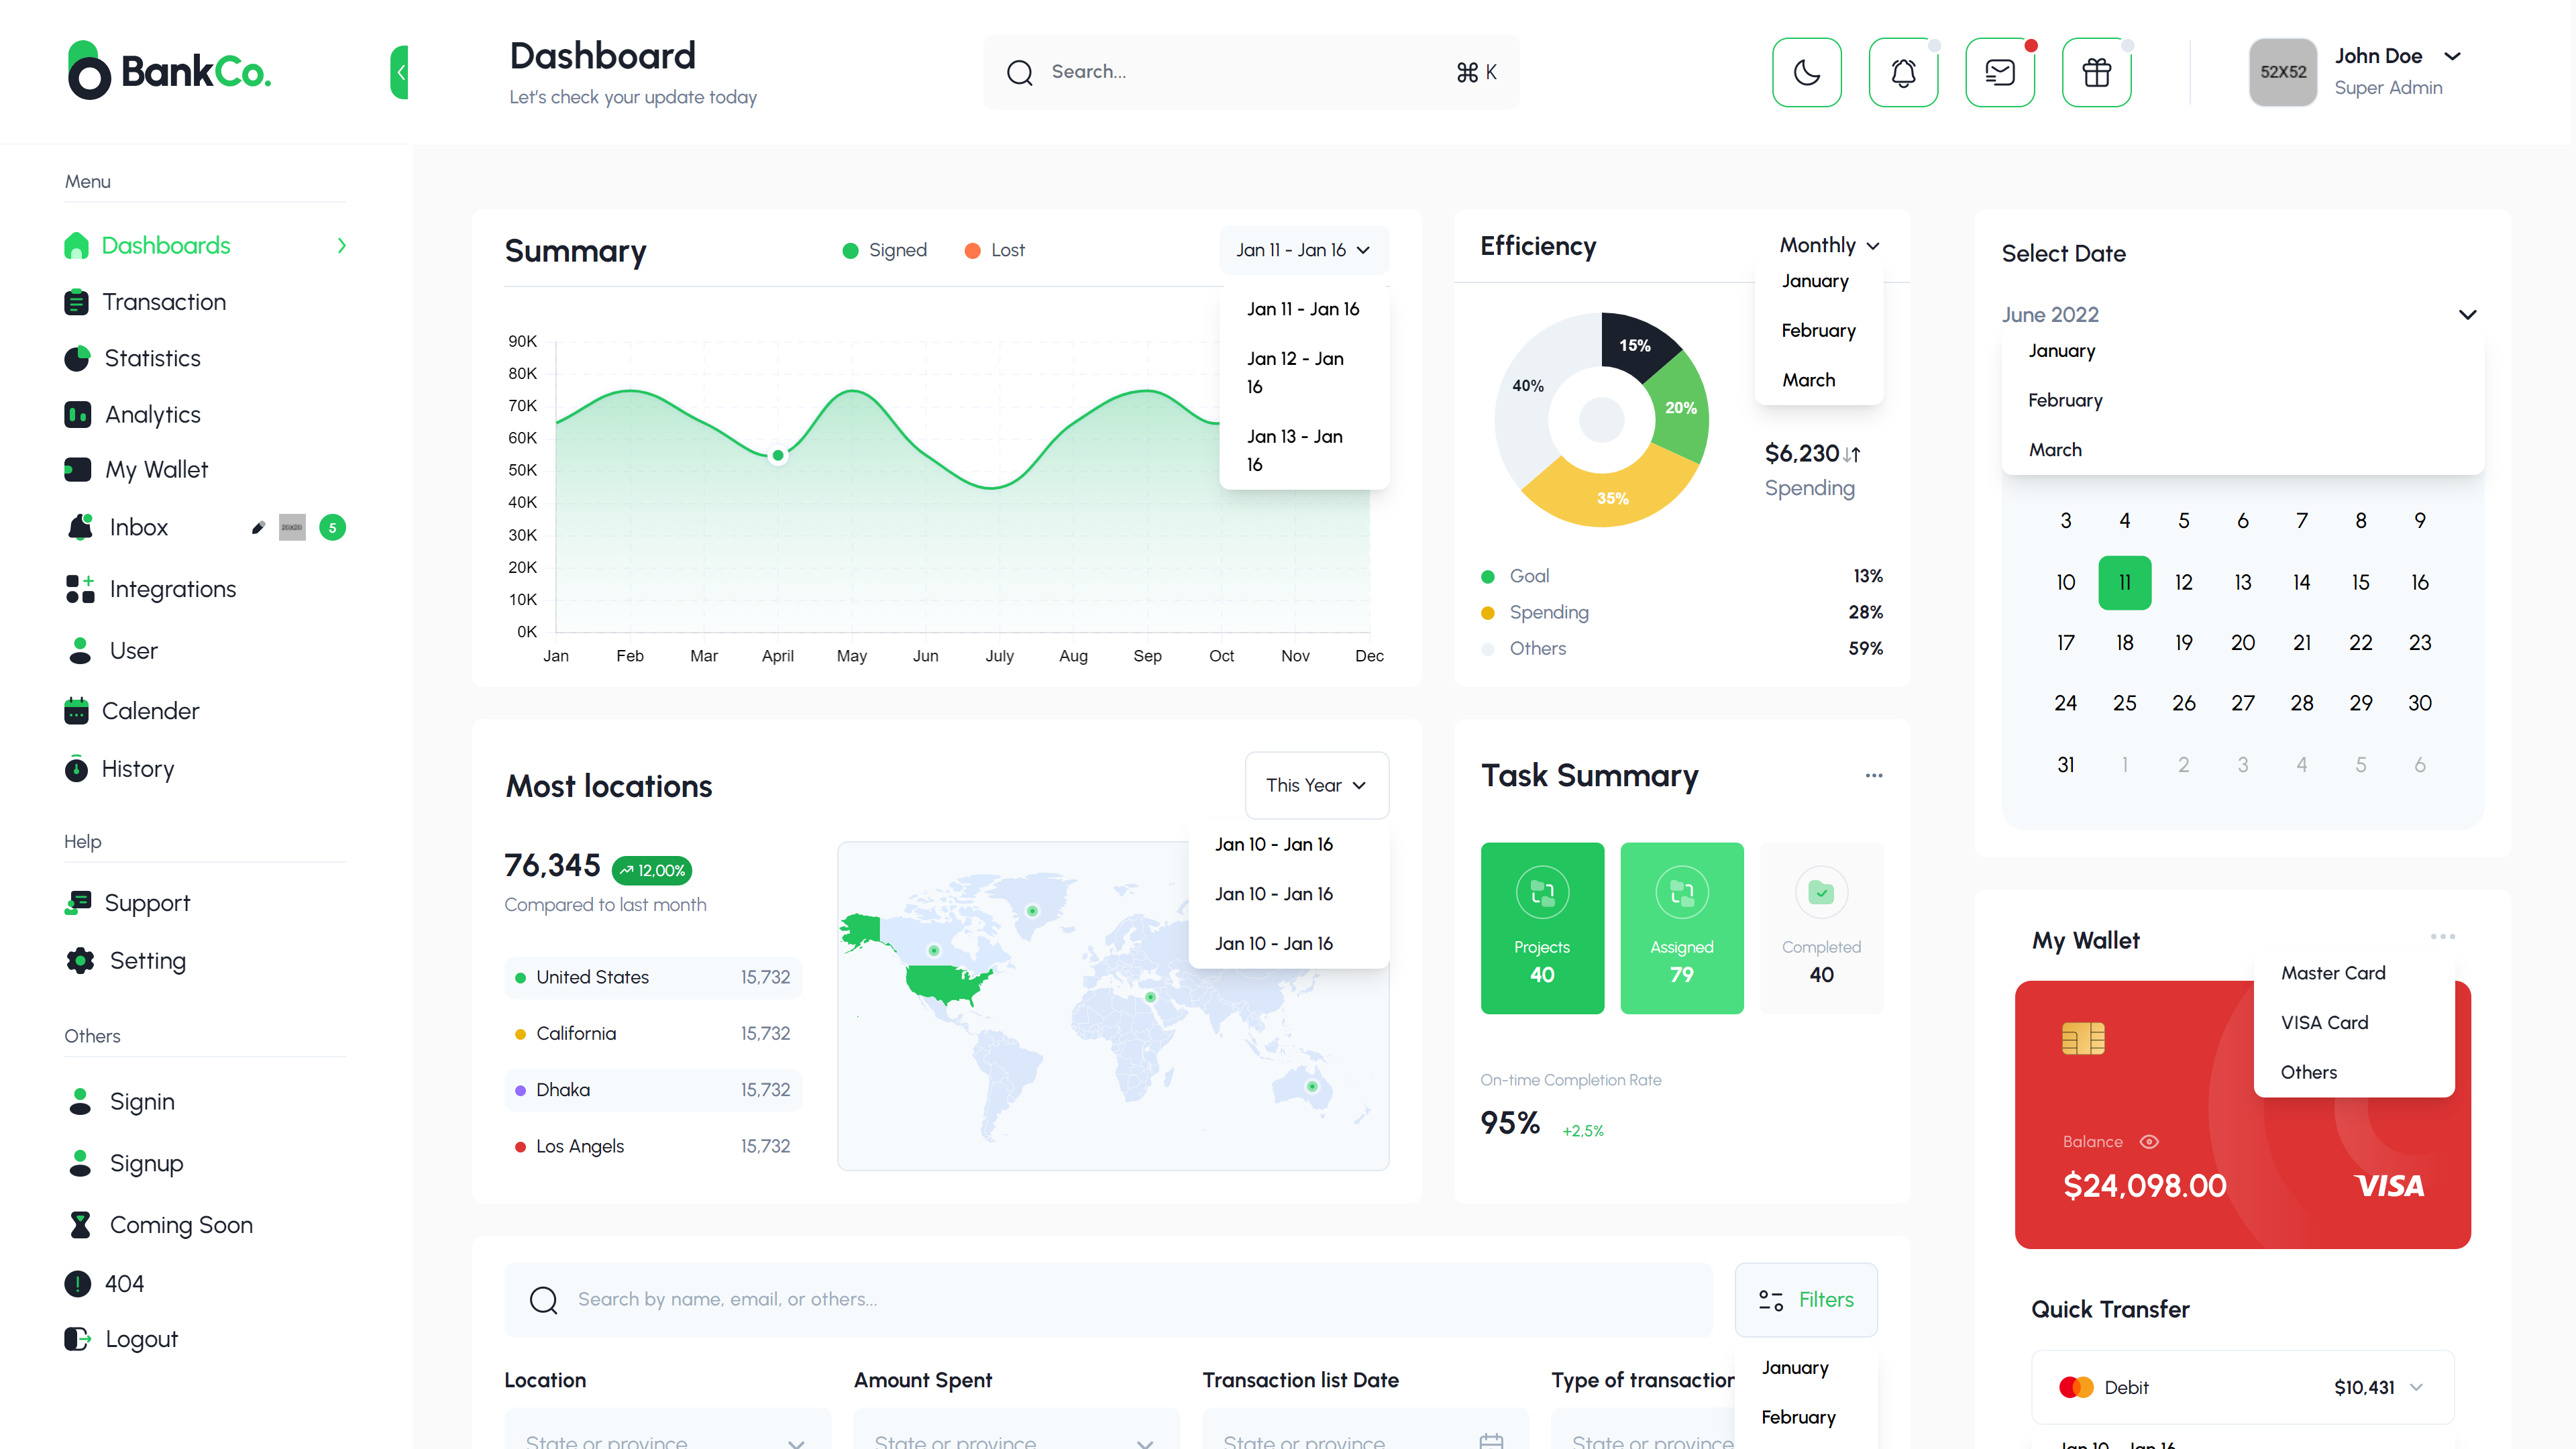 BankCo.
Dashboard
Let's check your update today
Search...
⌘ K
52X52
John Doe
Super Admin
Menu
Dashboards
Transaction
Statistics
Analytics
My Wallet
Inbox
20X20
5
Integrations
User
Calender
History
Help
Support
Setting
Others
Signin
Signup
Coming Soon
404
Logout
Summary
Signed
Lost
Jan 11 - Jan 16
Jan 11 - Jan 16
Jan 12 - Jan
16
Jan 13 - Jan
16
90K
80K
70K
60K
50K
40K
30K
20K
10K
0K
Jan Feb Mar April May Jun July Aug Sep Oct Nov Dec
Efficiency
Monthly
January
February
March
15%
20%
35%
40%
$6,230
Spending
Goal 13%
Spending 28%
Others 59%
Select Date
June 2022
January
February
March
3 4 5 6 7 8 9
10 11 12 13 14 15 16
17 18 19 20 21 22 23
24 25 26 27 28 29 30
31 1 2 3 4 5 6
Most locations
This Year
Jan 10 - Jan 16
Jan 10 - Jan 16
Jan 10 - Jan 16
76,345
12,00%
Compared to last month
United States 15,732
California 15,732
Dhaka 15,732
Los Angels 15,732
Task Summary
Projects
40
Assigned
79
Completed
40
On-time Completion Rate
95%
+2,5%
My Wallet
Master Card
VISA Card
Others
Balance
$24,098.00
VISA
Quick Transfer
Debit
$10,431
Jan 10 - Jan 16
Search by name, email, or others...
Filters
January
February
Location
Amount Spent
Transaction list Date
Type of transaction
State or province
State or province
State or province
State or province